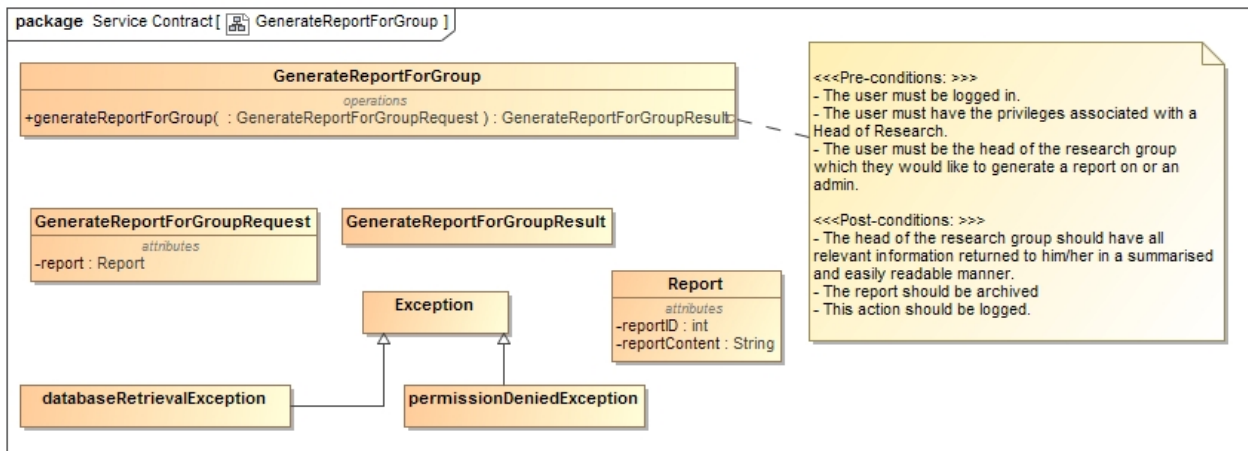 package Service Contract [ GenerateReportForGroup ]
GenerateReportForGroup
operations
+generateReportForGroup( : GenerateReportForGroupRequest ) : GenerateReportForGroupResult
<<<Pre-conditions: >>>
- The user must be logged in.
- The user must have the privileges associated with a
Head of Research.
- The user must be the head of the research group
which they would like to generate a report on or an
admin.
<<<Post-conditions: >>>
- The head of the research group should have all
relevant information returned to him/her in a summarised
and easily readable manner.
- The report should be archived
- This action should be logged.
GenerateReportForGroupRequest
attributes
-report : Report
GenerateReportForGroupResult
Report
attributes
-reportID : int
-reportContent : String
Exception
databaseRetrievalException
permissionDeniedException